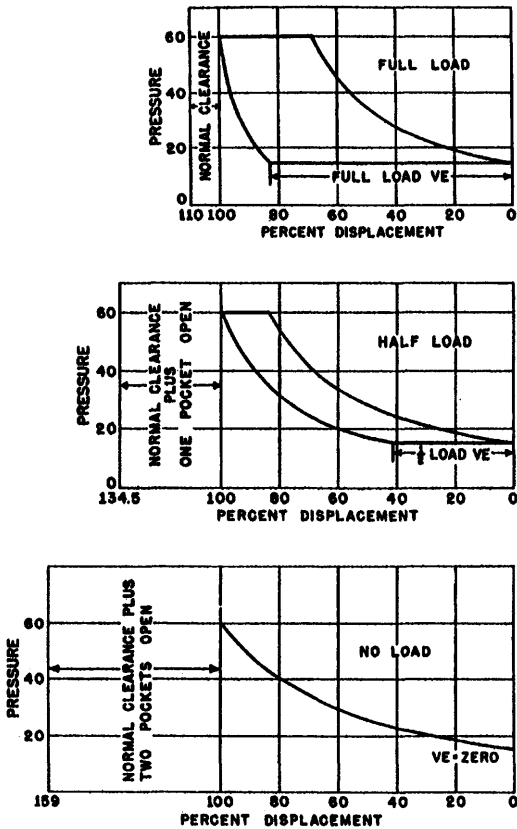 PRESSURE
60
40
20
0
NORMAL CLEARANCE
FULL LOAD
FULL LOAD VE
110 100 80 60 40 20 0
PERCENT DISPLACEMENT
PRESSURE
60
40
20
0
NORMAL CLEARANCE
PLUS
ONE POCKET OPEN
HALF LOAD
1/2 LOAD VE
134.5 100 80 60 40 20 0
PERCENT DISPLACEMENT
PRESSURE
60
40
20
NORMAL CLEARANCE PLUS
TWO POCKETS OPEN
NO LOAD
VE=ZERO
159 100 80 60 40 20 0
PERCENT DISPLACEMENT